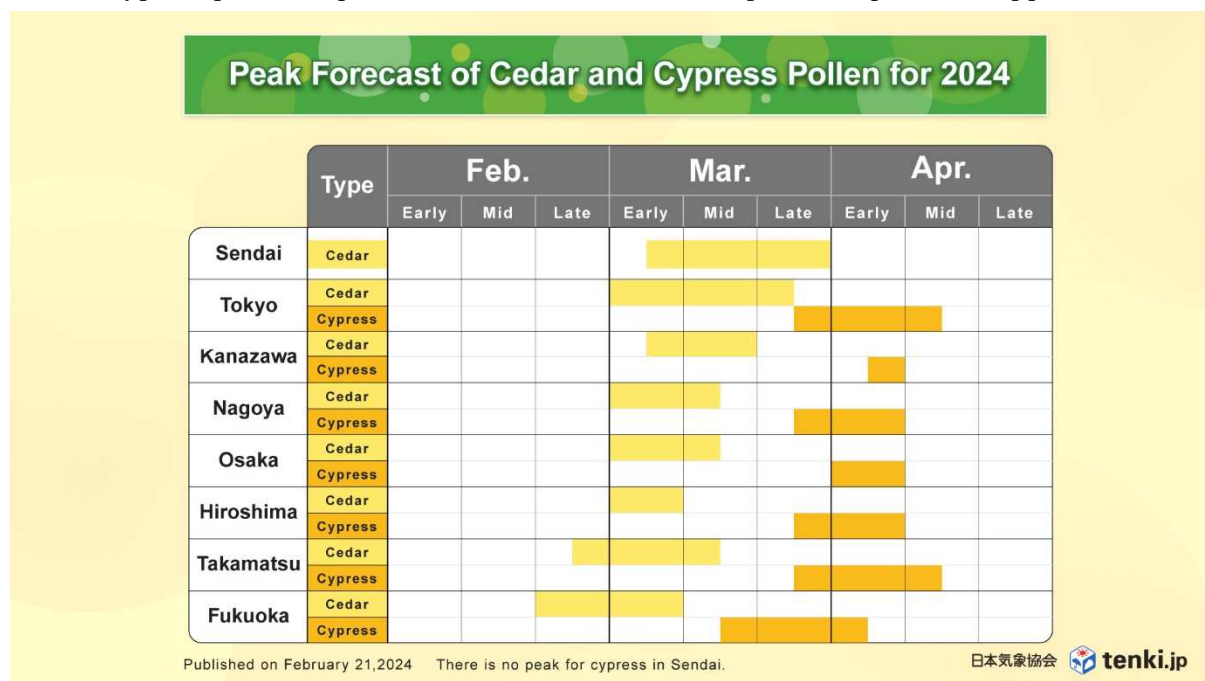 Peak Forecast of Cedar and Cypress Pollen for 2024
Type Feb. Mar. Apr.
Early Mid Late Early Mid Late Early Mid Late
Sendai Cedar
Tokyo Cedar
Cypress
Kanazawa Cedar
Cypress
Nagoya Cedar
Cypress
Osaka Cedar
Cypress
Hiroshima Cedar
Cypress
Takamatsu Cedar
Cypress
Fukuoka Cedar
Cypress
Published on February 21,2024 There is no peak for cypress in Sendai.
日本気象協会 tenki.jp